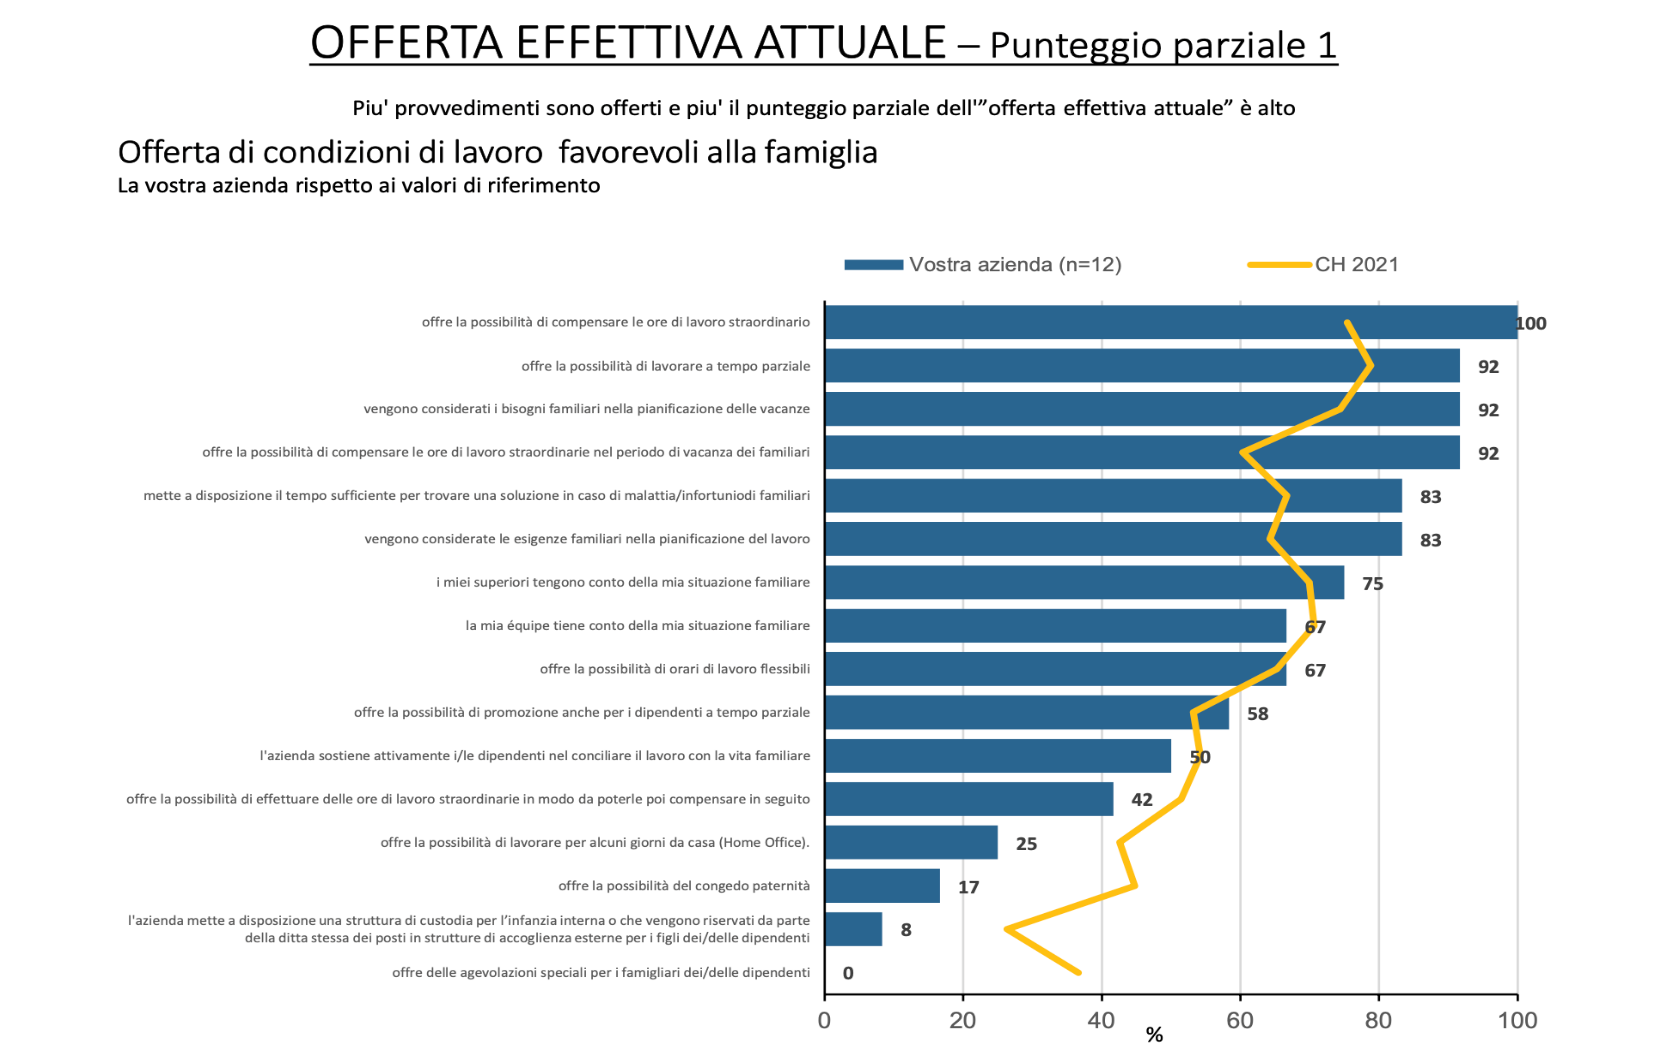 OFFERTA EFFETTIVA ATTUALE – Punteggio parziale 1
Piu' provvedimenti sono offerti e piu' il punteggio parziale dell'”offerta effettiva attuale” è alto
Offerta di condizioni di lavoro favorevoli alla famiglia
La vostra azienda rispetto ai valori di riferimento
Vostra azienda (n=12) CH 2021
offre la possibilità di compensare le ore di lavoro straordinario 100
offre la possibilità di lavorare a tempo parziale 92
vengono considerati i bisogni familiari nella pianificazione delle vacanze 92
offre la possibilità di compensare le ore di lavoro straordinarie nel periodo di vacanza dei familiari 92
mette a disposizione il tempo sufficiente per trovare una soluzione in caso di malattia/infortuniodi familiari 83
vengono considerate le esigenze familiari nella pianificazione del lavoro 83
i miei superiori tengono conto della mia situazione familiare 75
la mia équipe tiene conto della mia situazione familiare 67
offre la possibilità di orari di lavoro flessibili 67
offre la possibilità di promozione anche per i dipendenti a tempo parziale 58
l'azienda sostiene attivamente i/le dipendenti nel conciliare il lavoro con la vita familiare 50
offre la possibilità di effettuare delle ore di lavoro straordinarie in modo da poterle poi compensare in seguito 42
offre la possibilità di lavorare per alcuni giorni da casa (Home Office). 25
offre la possibilità del congedo paternità 17
l'azienda mette a disposizione una struttura di custodia per l’infanzia interna o che vengono riservati da parte
della ditta stessa dei posti in strutture di accoglienza esterne per i figli dei/delle dipendenti 8
offre delle agevolazioni speciali per i famigliari dei/delle dipendenti 0
0 20 40 60 80 100
%